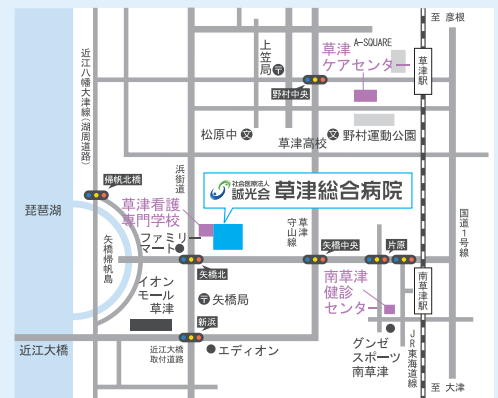 至 彦根
A-SQUARE
上笠局
草津
ケアセンター
草津駅
近江八幡大津線(湖周道路)
野村中央
松原中
文
草津高校
文
野村運動公園
浜街道
帰帆北橋
社会医療法人
誠光会
草津総合病院
草津看護
専門学校
琵琶湖
ファミリー
マート
草津
守山線
矢橋中央
片原
国道1号線
矢橋帰帆島
矢橋北
イオン
モール
草津
矢橋局
南草津
健診
センター
南草津駅
新浜
近江大橋
近江大橋
取付道路
エディオン
グンゼ
スポーツ
南草津
JR東海道線
至 大津